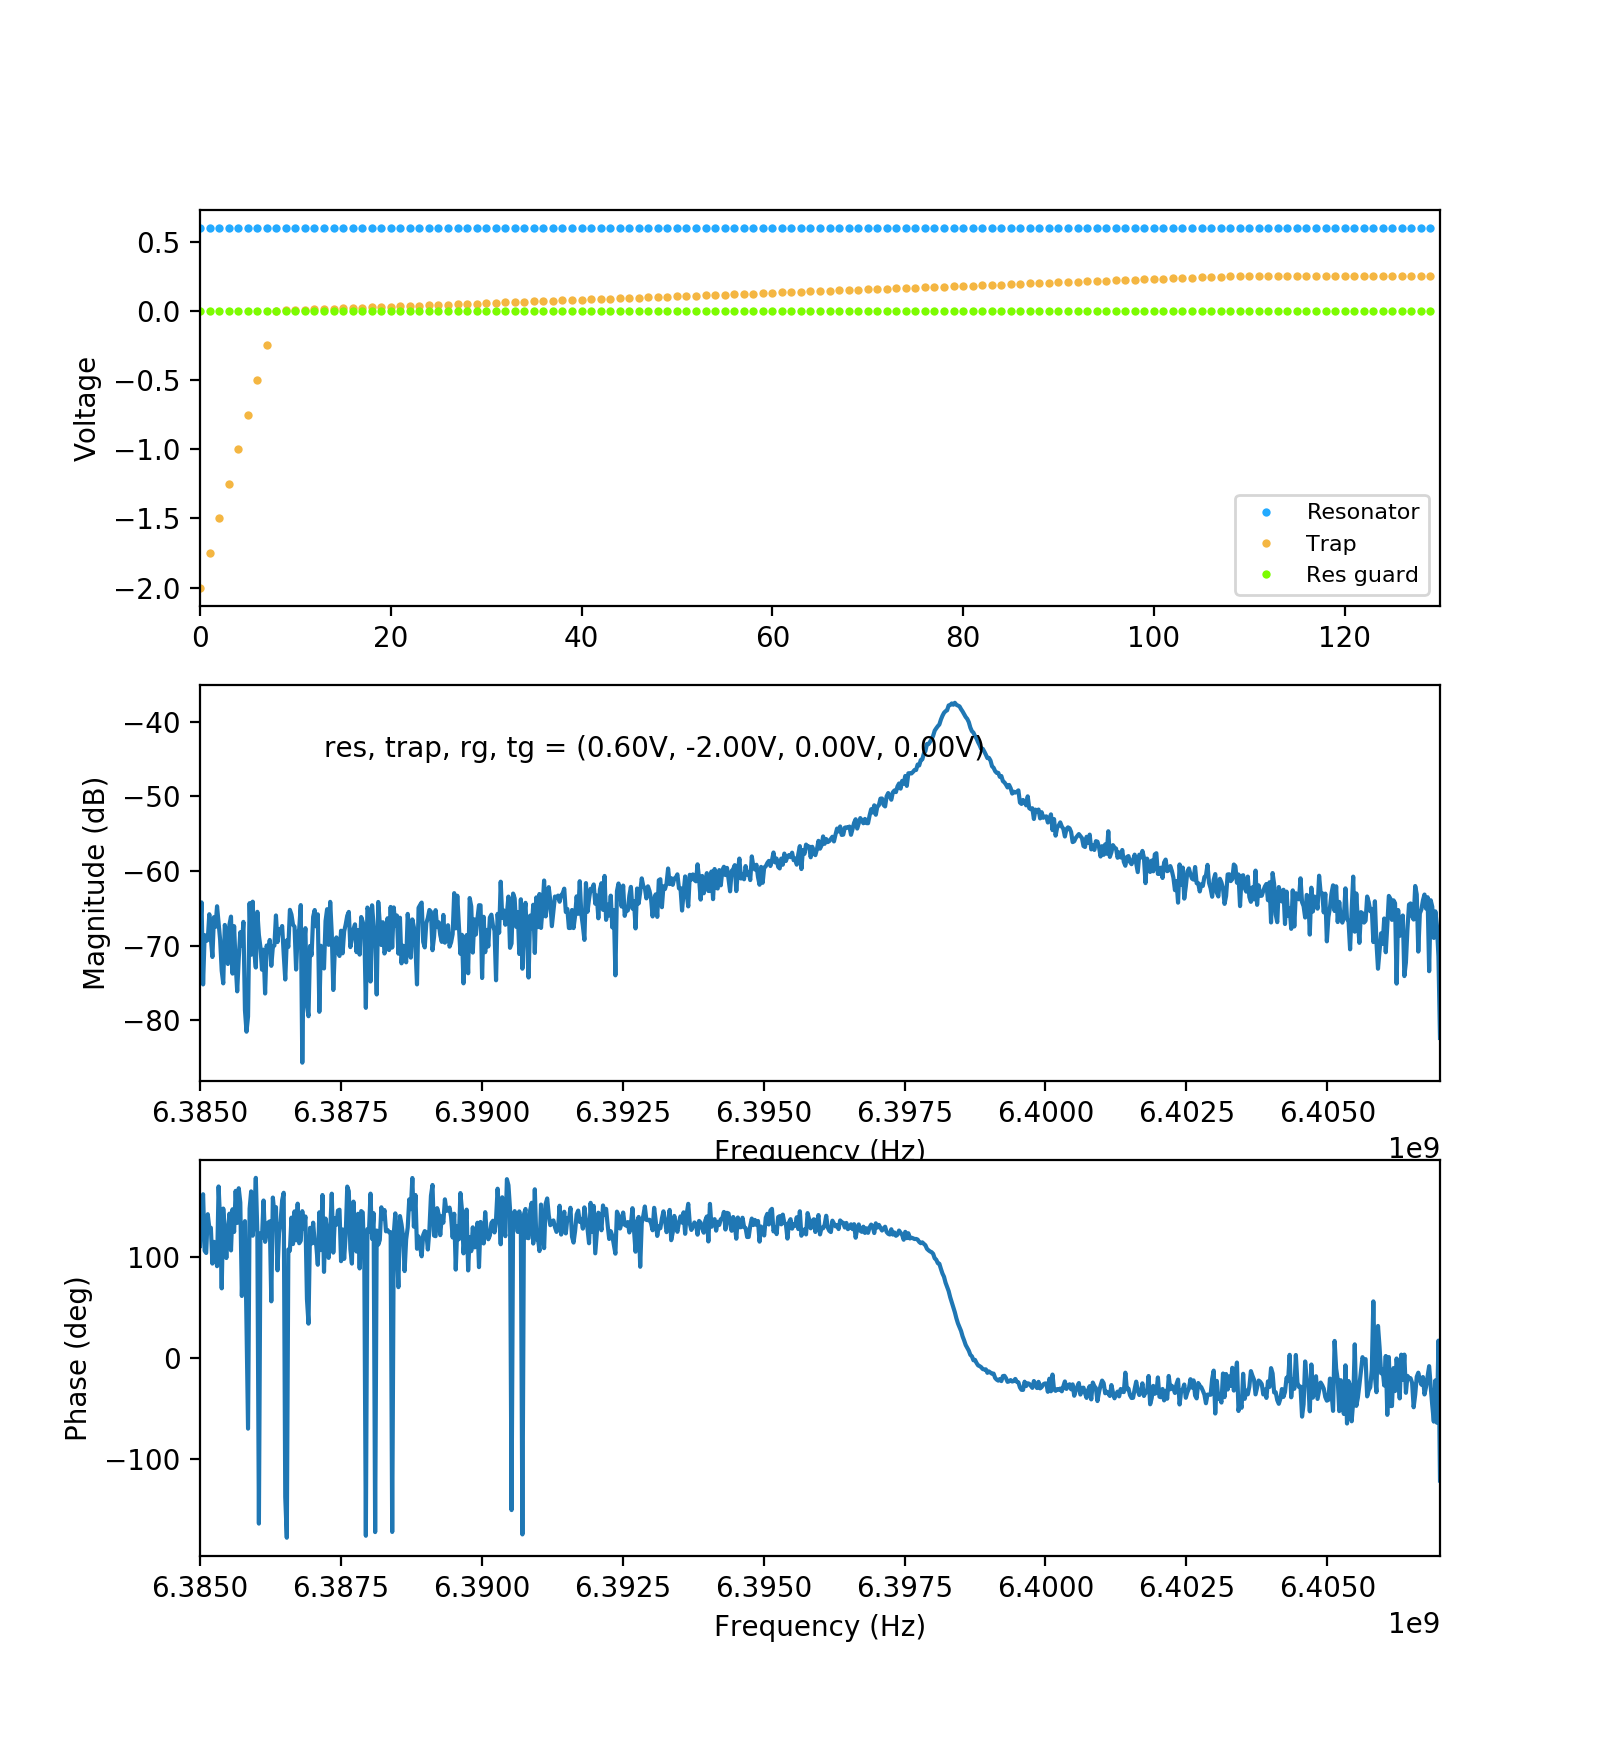 0.5
0.0
−0.5
−1.0
−1.5
−2.0
Voltage
Resonator
Trap
Res guard
0 20 40 60 80 100 120
−40
−50
−60
−70
−80
Magnitude (dB)
res, trap, rg, tg = (0.60V, -2.00V, 0.00V, 0.00V)
6.3850 6.3875 6.3900 6.3925 6.3950 6.3975 6.4000 6.4025 6.4050
Frequency (Hz)
1e9
100
0
−100
Phase (deg)
6.3850 6.3875 6.3900 6.3925 6.3950 6.3975 6.4000 6.4025 6.4050
Frequency (Hz)
1e9